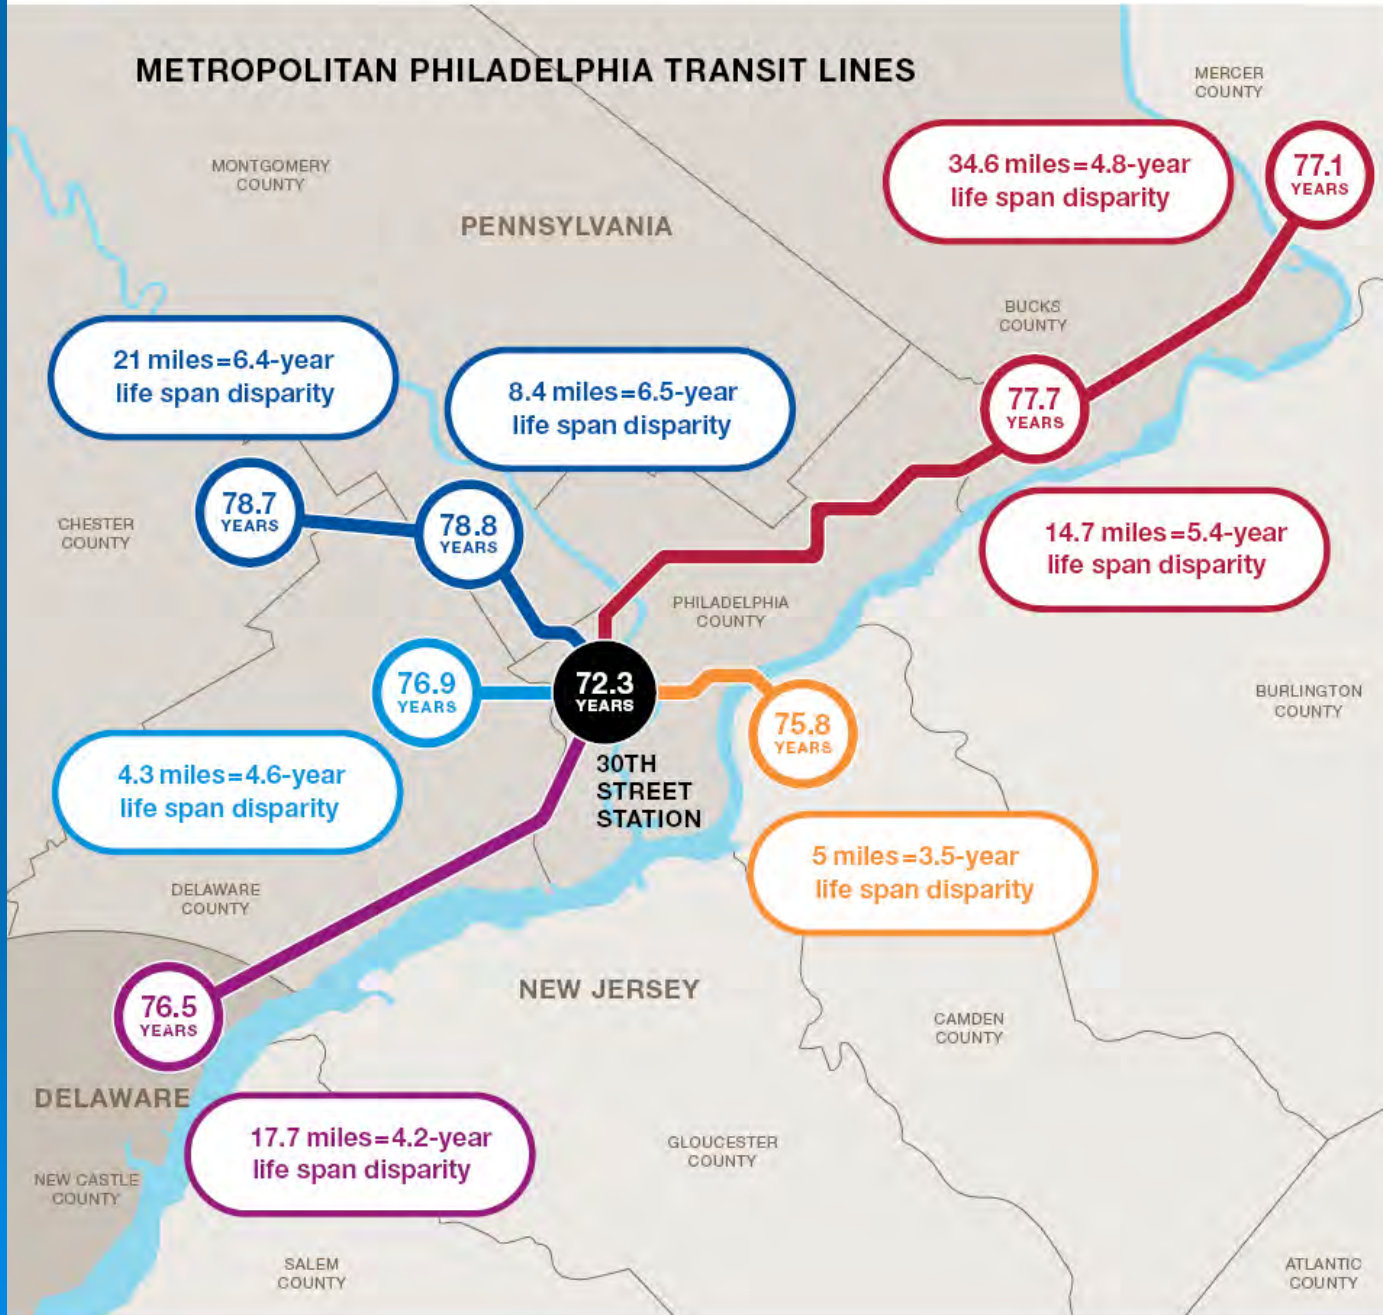 METROPOLITAN PHILADELPHIA TRANSIT LINES
MERCER
COUNTY
MONTGOMERY
COUNTY
PENNSYLVANIA
34.6 miles=4.8-year
life span disparity
77.1
YEARS
BUCKS
COUNTY
21 miles=6.4-year
life span disparity
8.4 miles=6.5-year
life span disparity
77.7
YEARS
78.7
YEARS
78.8
YEARS
CHESTER
COUNTY
14.7 miles=5.4-year
life span disparity
PHILADELPHIA
COUNTY
76.9
YEARS
72.3
YEARS
75.8
YEARS
BURLINGTON
COUNTY
30TH
STREET
STATION
4.3 miles=4.6-year
life span disparity
5 miles=3.5-year
life span disparity
DELAWARE
COUNTY
76.5
YEARS
NEW JERSEY
CAMDEN
COUNTY
DELAWARE
17.7 miles=4.2-year
life span disparity
GLOUCESTER
COUNTY
NEW CASTLE
COUNTY
SALEM
COUNTY
ATLANTIC
COUNTY